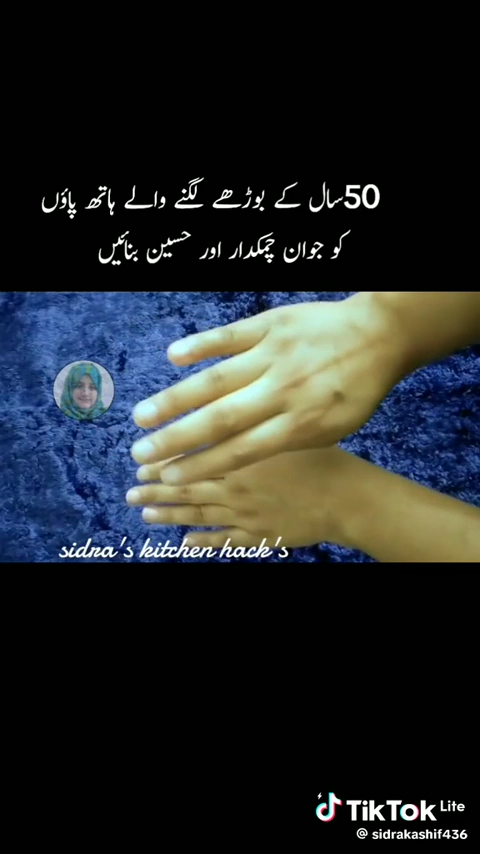 50سال کے بوڑھے لگنے والے ہاتھ پاؤں
کو جوان چمکدار اور حسین بنائیں
sidra's kitchen hack's
TikTok Lite
@ sidrakashif436